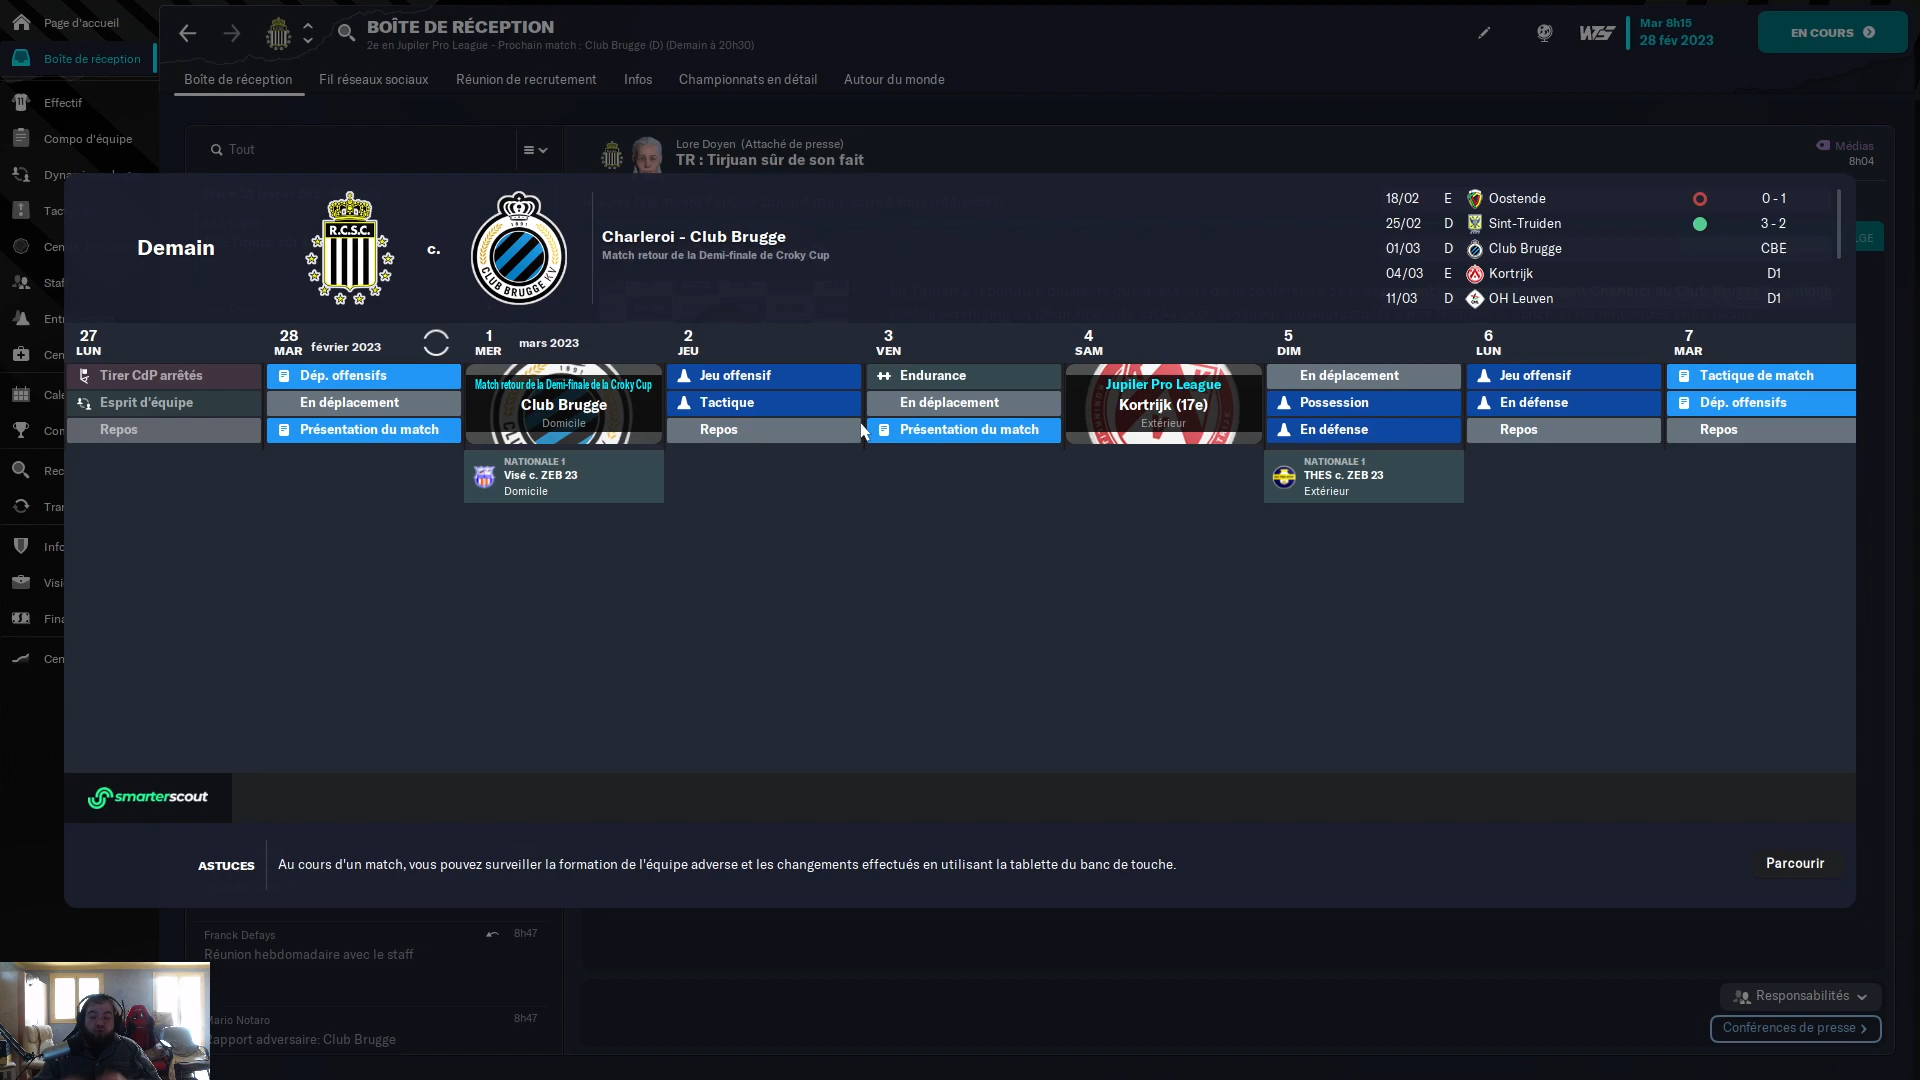 Page d'accueil
Boîte de réception
Effectif
Compo d'équipe
BOÎTE DE RÉCEPTION
2e en Jupiler Pro League - Prochain match : Club Brugge (D) (Demain à 20h30)
Mar 8h15
28 fév 2023
EN COURS
Boîte de réception
Fil réseaux sociaux
Réunion de recrutement
Infos
Championnats en détail
Autour du monde
Tout
Lore Doyen (Attaché de presse)
TR : Tirjuan sûr de son fait
Médias
8h04
Demain
R.C.S.C.
c.
1891
CLUB BRUGGE KV
Charleroi - Club Brugge
Match retour de la Demi-finale de Croky Cup
18/02 E Oostende 0 - 1
25/02 D Sint-Truiden 3 - 2
01/03 D Club Brugge CBE
04/03 E Kortrijk D1
11/03 D OH Leuven D1
27 LUN
28 MAR février 2023
1 MER mars 2023
2 JEU
3 VEN
4 SAM
5 DIM
6 LUN
7 MAR
Tirer CdP arrêtés
Esprit d'équipe
Repos
Dép. offensifs
En déplacement
Présentation du match
Match retour de la Demi-finale de la Croky Cup
Club Brugge
Domicile
Jeu offensif
Tactique
Repos
Endurance
En déplacement
Présentation du match
Jupiler Pro League
Kortrijk (17e)
Extérieur
En déplacement
Possession
En défense
Jeu offensif
En défense
Repos
Tactique de match
Dép. offensifs
Repos
NATIONALE 1
Visé c. ZEB 23
Domicile
NATIONALE 1
THES c. ZEB 23
Extérieur
smarterscout
ASTUCES
Au cours d'un match, vous pouvez surveiller la formation de l'équipe adverse et les changements effectués en utilisant la tablette du banc de touche.
Parcourir
Franck Defays
8h47
Réunion hebdomadaire avec le staff
Mario Notaro
8h47
Rapport adversaire: Club Brugge
Responsabilités
Conférences de presse